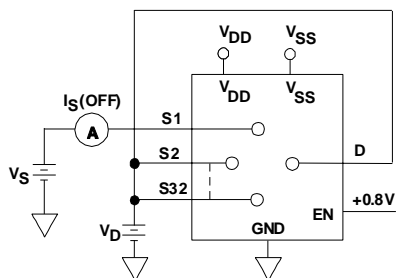 VDD VSS
VDD VSS
IS (OFF)
A
S1
S2
D
S32
VS
VD
EN
+0.8V
GND